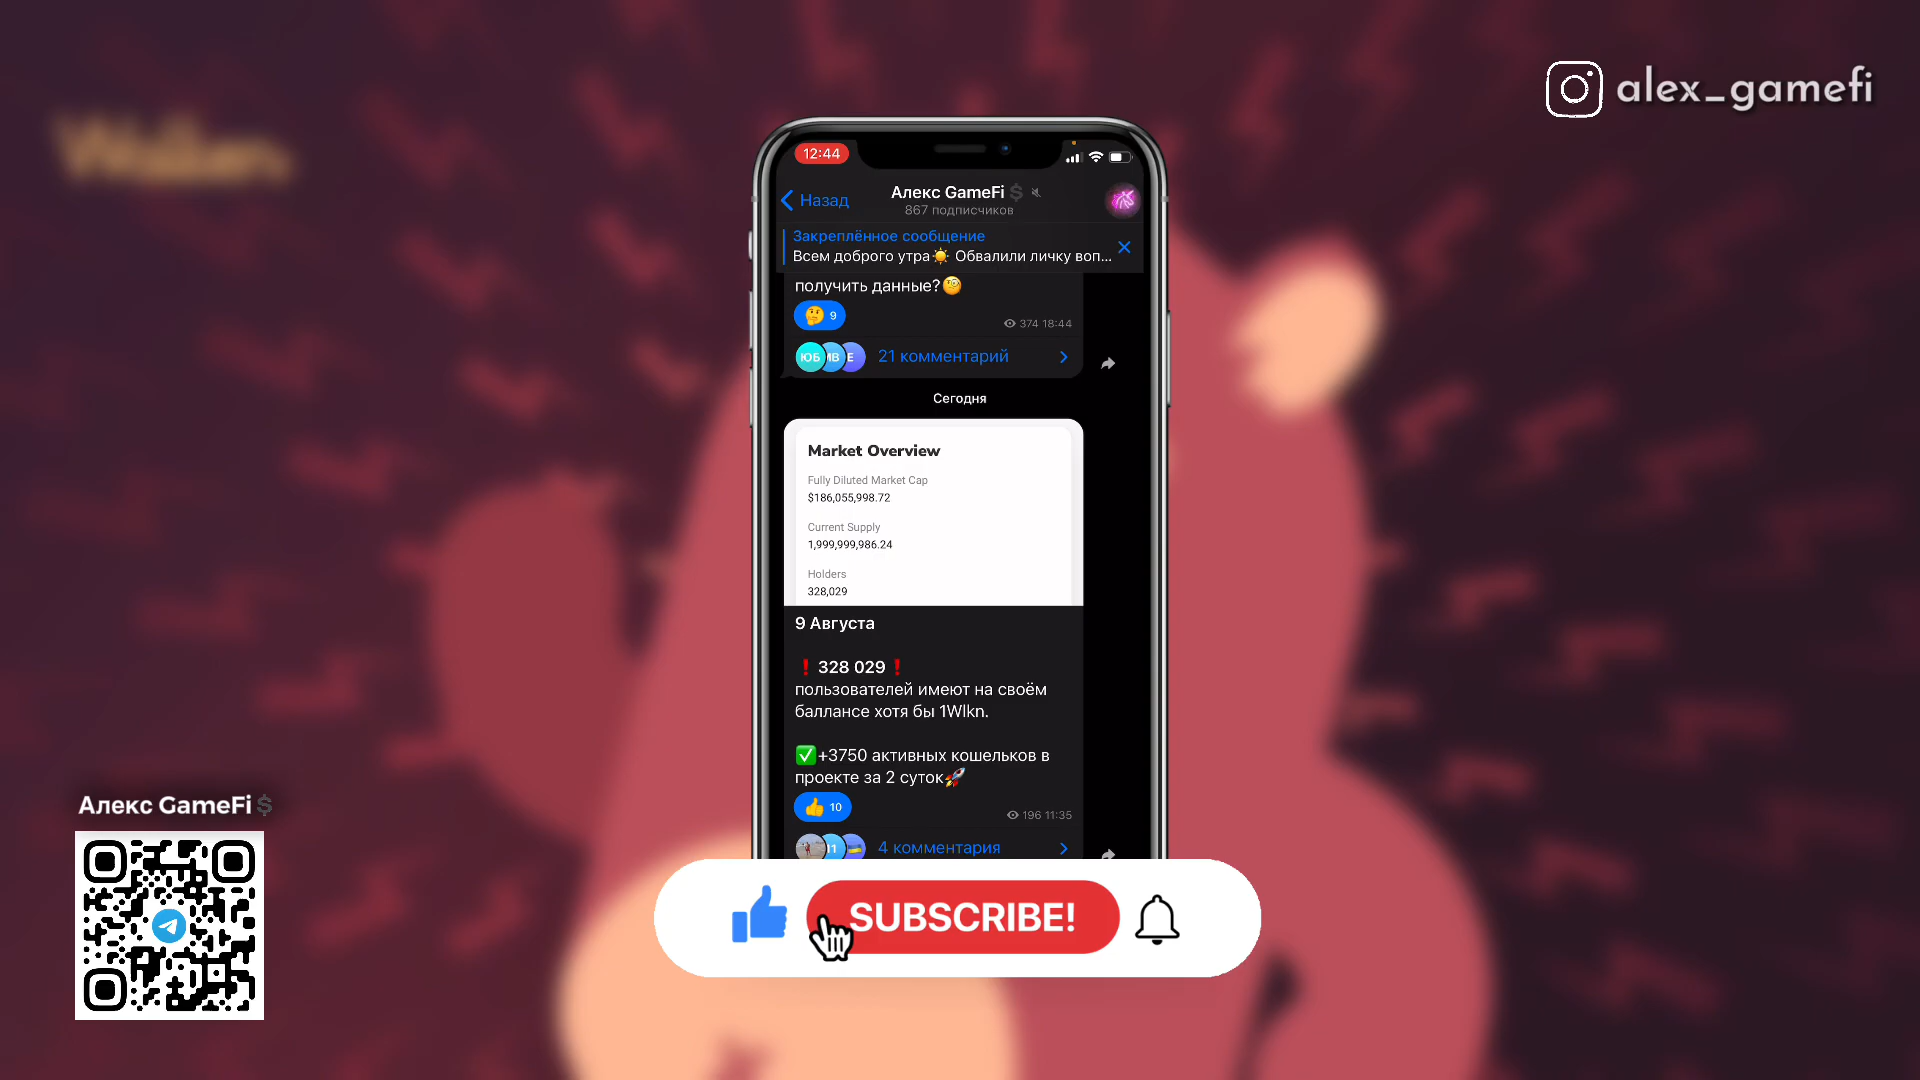 alex_gamefi
Walken
12:44
Назад
Алекс GameFi
867 подписчиков
Закреплённое сообщение
Всем доброго утра☀️ Обвалили личку воп...
получить данные?🧐
🤔 9
374 18:44
ЮБ
МВ
Е
21 комментарий
Сегодня
Market Overview
Fully Diluted Market Cap
$186,055,998.72
Current Supply
1,999,999,986.24
Holders
328,029
9 Августа
❗328 029❗
пользователей имеют на своём
баллансе хотя бы 1Wlkn.
✅+3750 активных кошельков в
проекте за 2 суток🚀
👍 10
196 11:35
4 комментария
SUBSCRIBE!
Алекс GameFi$